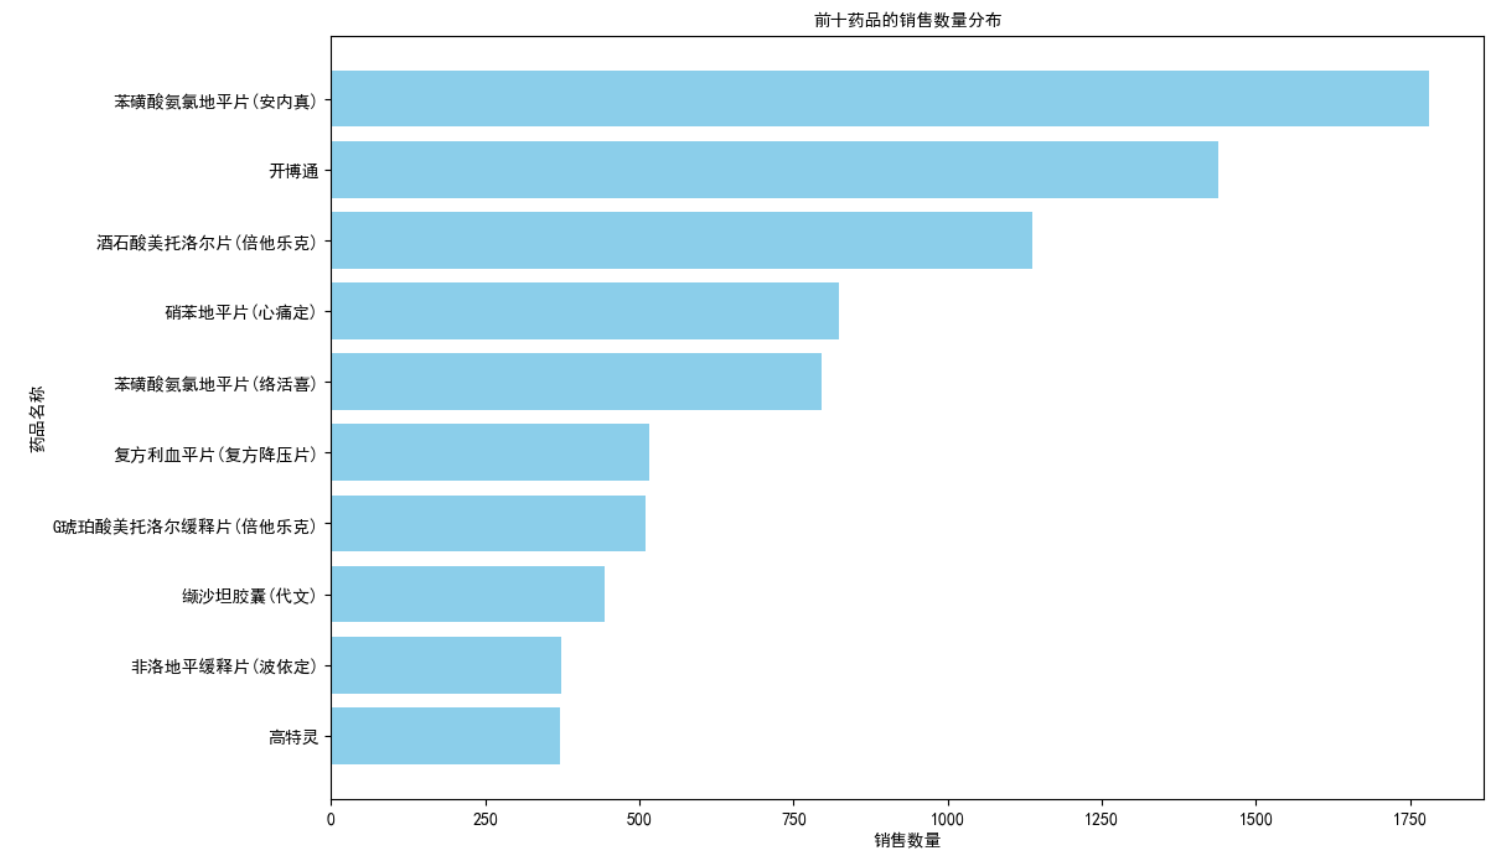 前十药品的销售数量分布
苯磺酸氨氯地平片(安内真)
开博通
酒石酸美托洛尔片(倍他乐克)
硝苯地平片(心痛定)
苯磺酸氨氯地平片(络活喜)
复方利血平片(复方降压片)
G琥珀酸美托洛尔缓释片(倍他乐克)
缬沙坦胶囊(代文)
非洛地平缓释片(波依定)
高特灵
药品名称
0 250 500 750 1000 1250 1500 1750
销售数量